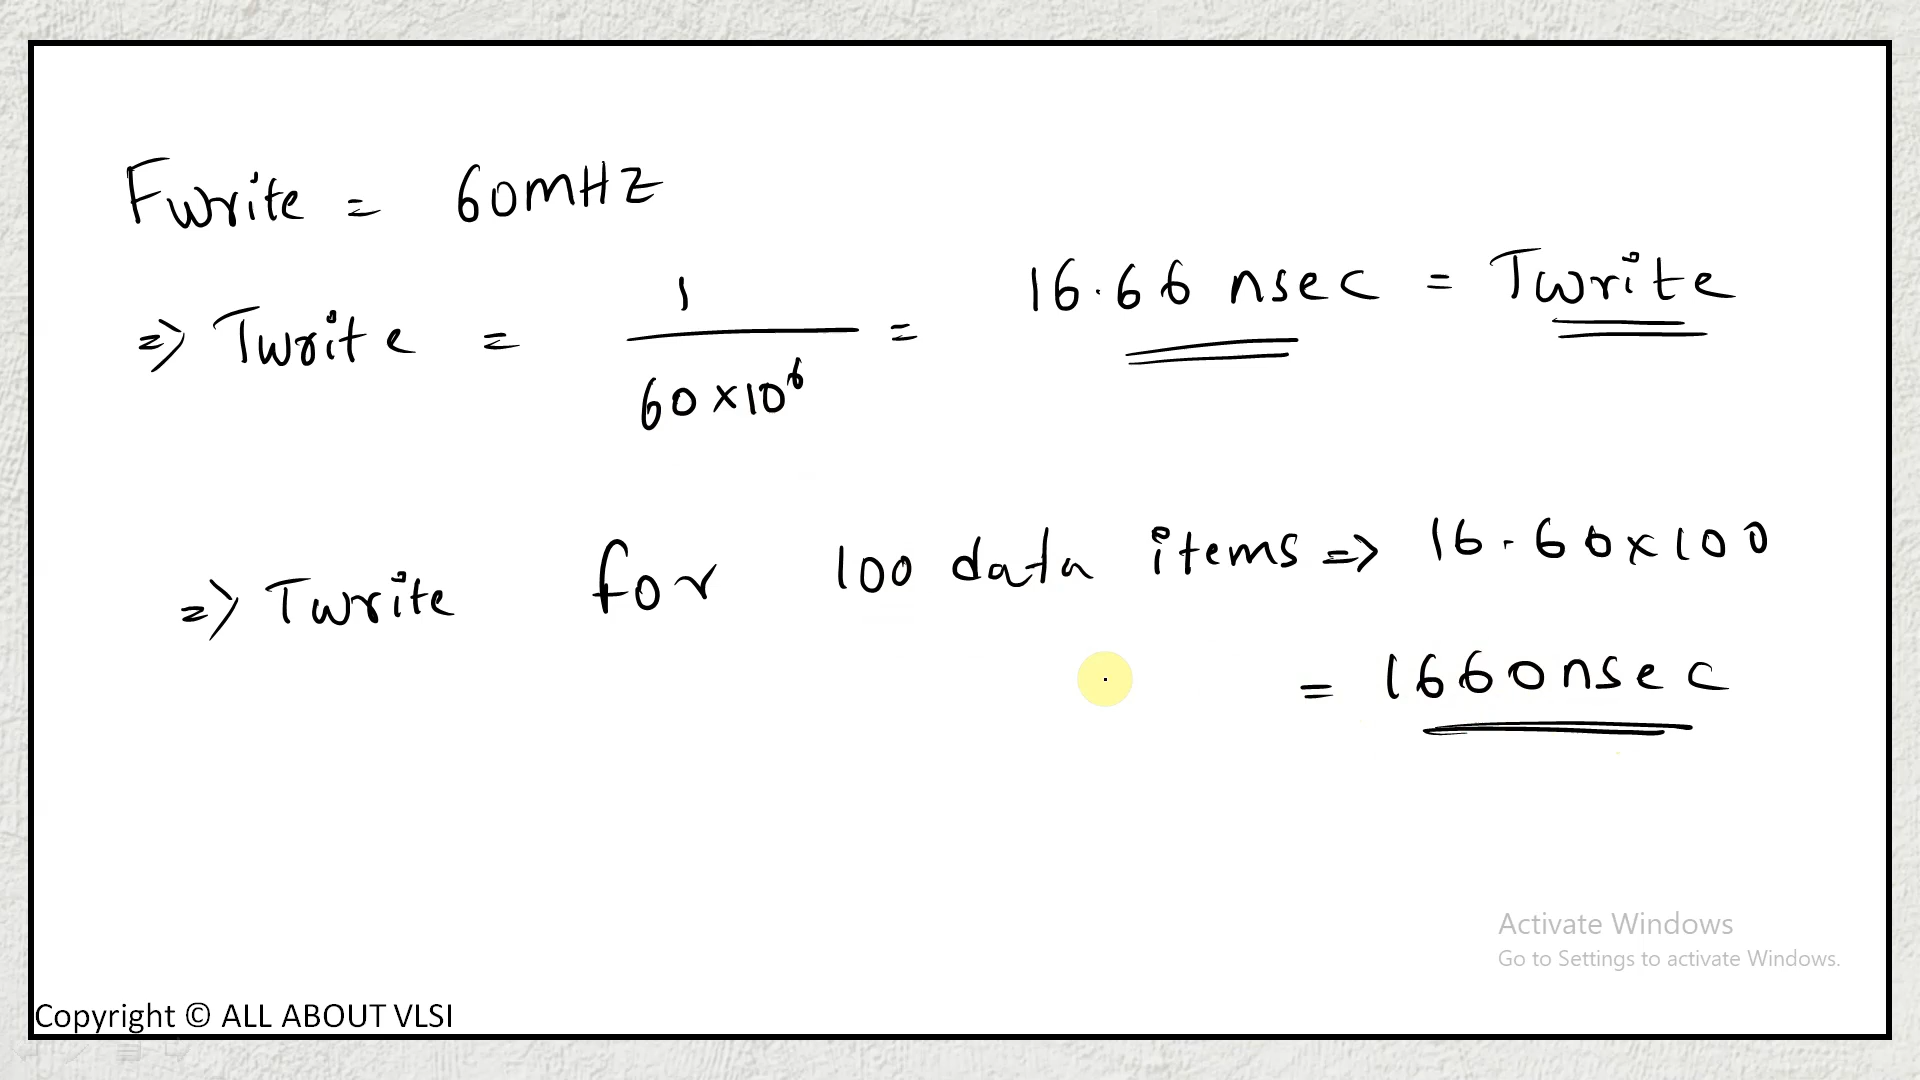 Fwrite = 60mHZ
=> Twrite = 1 / 60×10⁶ = 16.66 nsec = Twrite
=> Twrite for 100 data items => 16.60×100
= 1660nsec
Activate Windows
Go to Settings to activate Windows.
Copyright © ALL ABOUT VLSI